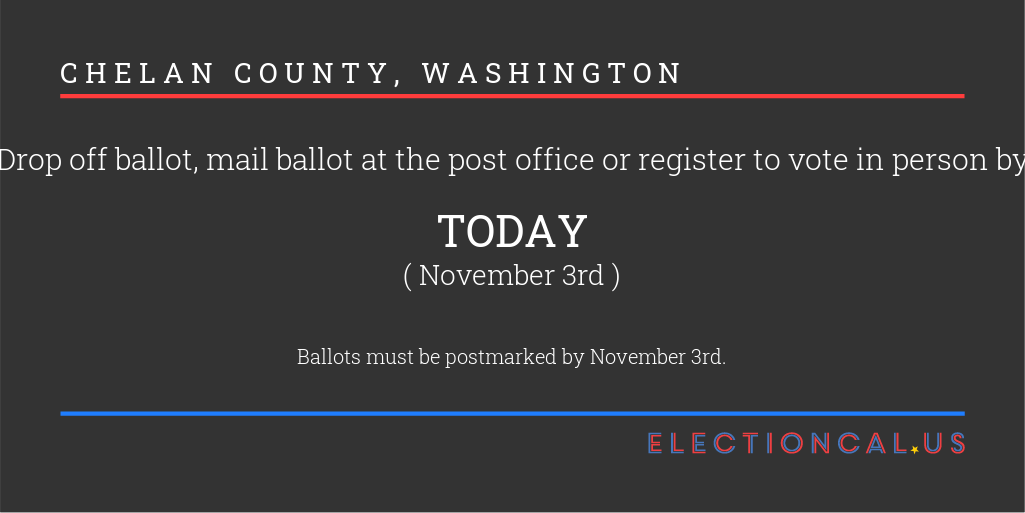 CHELAN COUNTY, WASHINGTON
Drop off ballot, mail ballot at the post office or register to vote in person by
TODAY
( November 3rd )
Ballots must be postmarked by November 3rd.
ELECTIONCAL.US